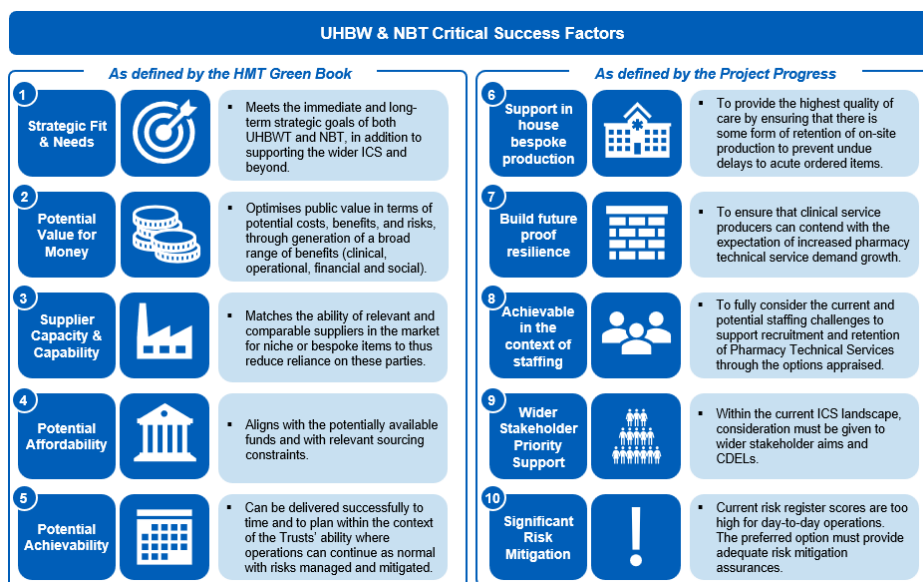 UHBW & NBT Critical Success Factors
As defined by the HMT Green Book
1
Strategic Fit
& Needs
▪ Meets the immediate and long-
term strategic goals of both
UHBWT and NBT, in addition to
supporting the wider ICS and
beyond.
2
Potential
Value for
Money
▪ Optimises public value in terms of
potential costs, benefits, and risks,
through generation of a broad
range of benefits (clinical,
operational, financial and social).
3
Supplier
Capacity &
Capability
▪ Matches the ability of relevant and
comparable suppliers in the market
for niche or bespoke items to thus
reduce reliance on these parties.
4
Potential
Affordability
▪ Aligns with the potentially available
funds and with relevant sourcing
constraints.
5
Potential
Achievability
▪ Can be delivered successfully to
time and to plan within the context
of the Trusts' ability where
operations can continue as normal
with risks managed and mitigated.
As defined by the Project Progress
6
Support in
house
bespoke
production
▪ To provide the highest quality of
care by ensuring that there is
some form of retention of on-site
production to prevent undue
delays to acute ordered items.
7
Build future
proof
resilience
▪ To ensure that clinical service
producers can contend with the
expectation of increased pharmacy
technical service demand growth.
8
Achievable
in the
context of
staffing
▪ To fully consider the current and
potential staffing challenges to
support recruitment and retention
of Pharmacy Technical Services
through the options appraised.
9
Wider
Stakeholder
Priority
Support
▪ Within the current ICS landscape,
consideration must be given to
wider stakeholder aims and
CDELs.
10
Significant
Risk
Mitigation
▪ Current risk register scores are too
high for day-to-day operations.
The preferred option must provide
adequate risk mitigation
assurances.